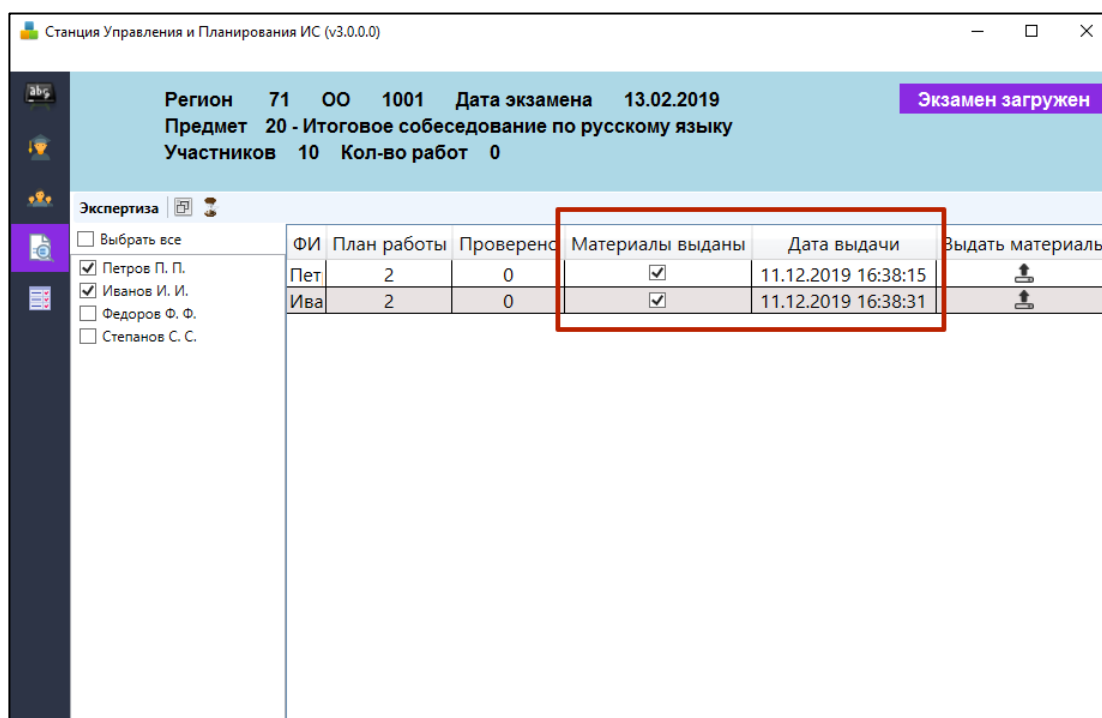 Станция Управления и Планирования ИС (v3.0.0.0)
abc
Регион 71 ОО 1001 Дата экзамена 13.02.2019
Экзамен загружен
Предмет 20 - Итоговое собеседование по русскому языку
Участников 10 Кол-во работ 0
Экспертиза
Выбрать все
Петров П. П.
Иванов И. И.
Федоров Ф. Ф.
Степанов С. С.
ФИ План работы Проверено Материалы выданы Дата выдачи Выдать материаль
Пет 2 0 11.12.2019 16:38:15
Ива 2 0 11.12.2019 16:38:31